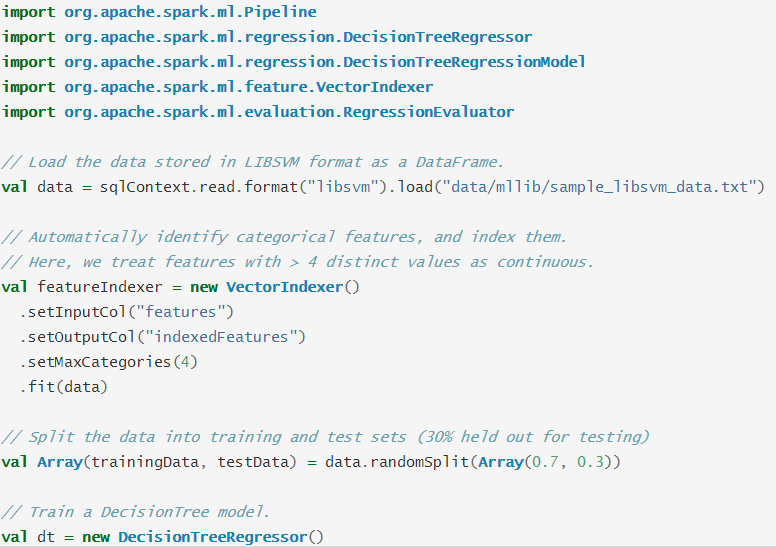 import org.apache.spark.ml.Pipeline
import org.apache.spark.ml.regression.DecisionTreeRegressor
import org.apache.spark.ml.regression.DecisionTreeRegressionModel
import org.apache.spark.ml.feature.VectorIndexer
import org.apache.spark.ml.evaluation.RegressionEvaluator

// Load the data stored in LIBSVM format as a DataFrame.
val data = sqlContext.read.format("libsvm").load("data/mllib/sample_libsvm_data.txt")

// Automatically identify categorical features, and index them.
// Here, we treat features with > 4 distinct values as continuous.
val featureIndexer = new VectorIndexer()
  .setInputCol("features")
  .setOutputCol("indexedFeatures")
  .setMaxCategories(4)
  .fit(data)

// Split the data into training and test sets (30% held out for testing)
val Array(trainingData, testData) = data.randomSplit(Array(0.7, 0.3))

// Train a DecisionTree model.
val dt = new DecisionTreeRegressor()